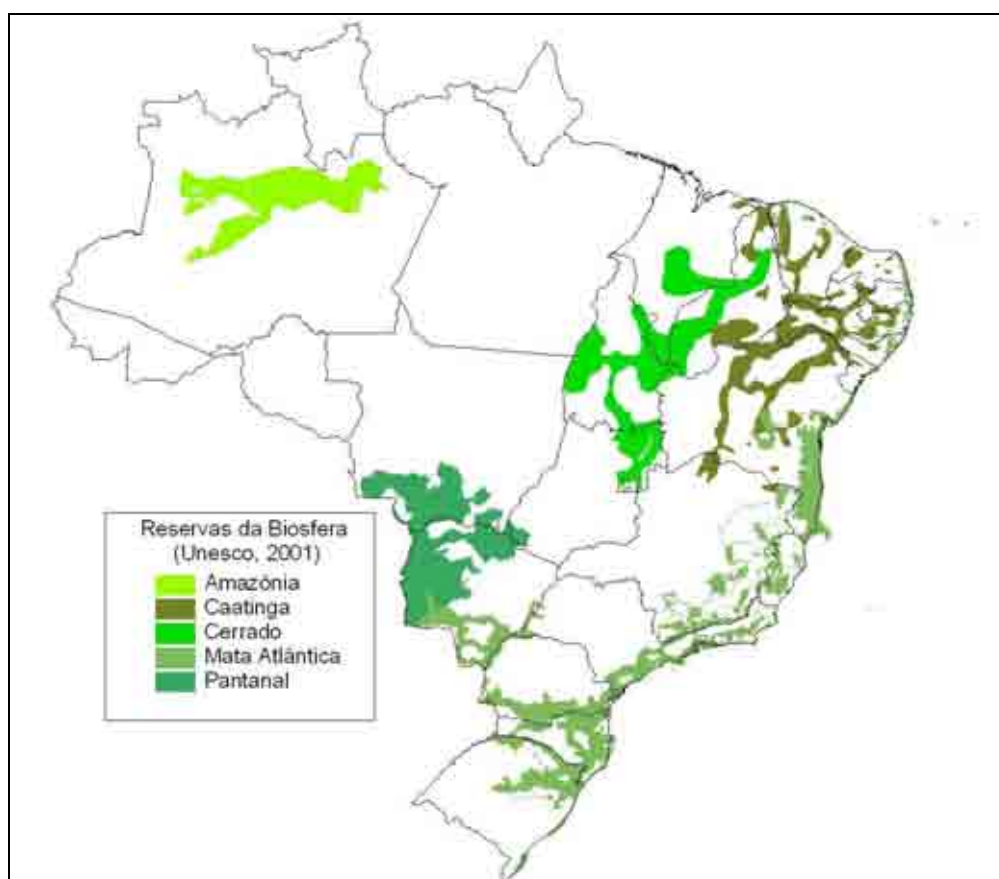 Reservas da Biosfera
(Unesco, 2001)
Amazônia
Caatinga
Cerrado
Mata Atlântica
Pantanal